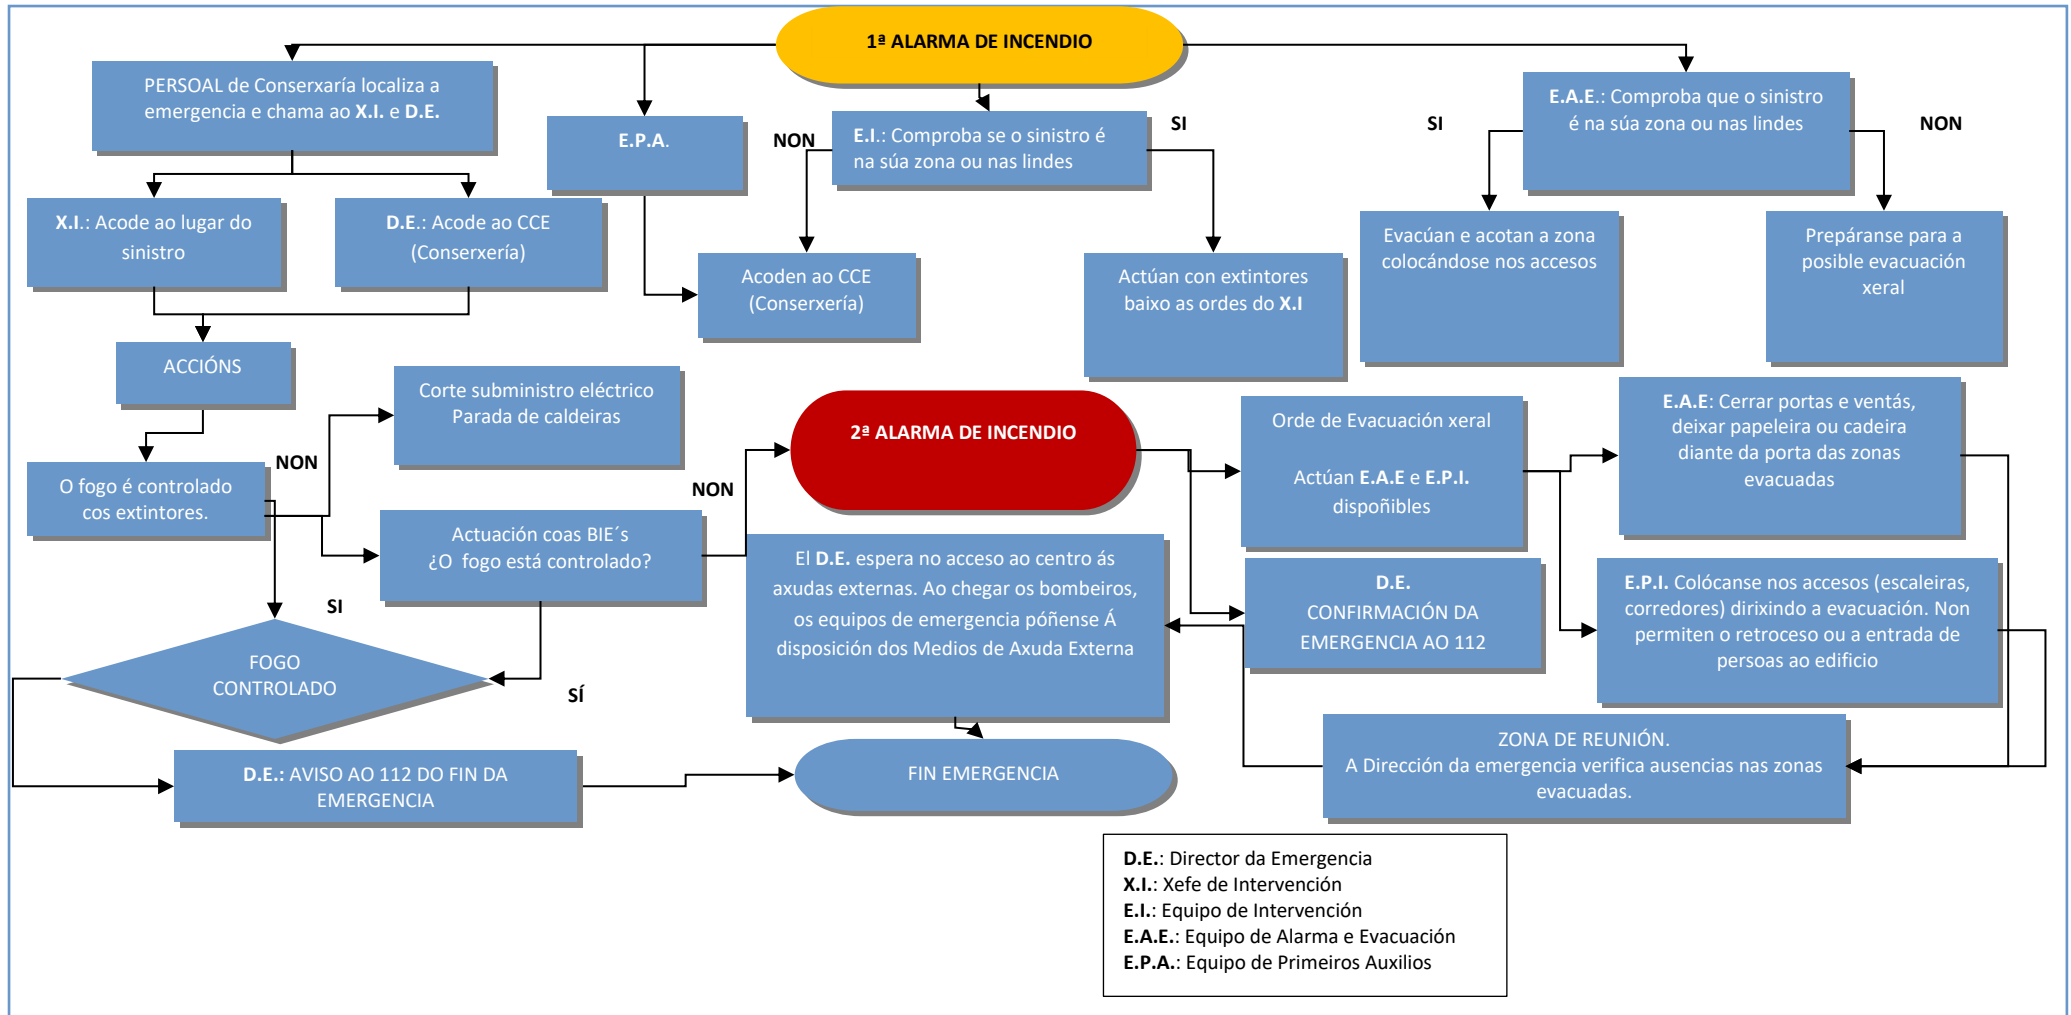 1ª ALARMA DE INCENDIO
PERSOAL de Conserxaría localiza a
emergencia e chama ao X.I. e D.E.
E.P.A.
NON
E.I.: Comproba se o sinistro é
na súa zona ou nas lindes
SI
SI
E.A.E.: Comproba que o sinistro
é na súa zona ou nas lindes
NON
X.I.: Acode ao lugar do
sinistro
D.E.: Acode ao CCE
(Conserxería)
Acoden ao CCE
(Conserxería)
Actúan con extintores
baixo as ordes do X.I
Evacúan e acotan a zona
colocándose nos accesos
Prepáranse para a
posible evacuación
xeral
ACCIÓNS
Corte subministro eléctrico
Parada de caldeiras
2ª ALARMA DE INCENDIO
Orde de Evacuación xeral
Actúan E.A.E e E.P.I.
dispoñibles
E.A.E: Cerrar portas e ventás,
deixar papeleira ou cadeira
diante da porta das zonas
evacuadas
O fogo é controlado
cos extintores.
NON
Actuación coas BIE´s
¿O fogo está controlado?
NON
El D.E. espera no acceso ao centro ás
axudas externas. Ao chegar os bombeiros,
os equipos de emergencia póñense Á
disposición dos Medios de Axuda Externa
D.E.
CONFIRMACIÓN DA
EMERGENCIA AO 112
E.P.I. Colócanse nos accesos (escaleiras,
corredores) dirixindo a evacuación. Non
permiten o retroceso ou a entrada de
persoas ao edificio
SI
FOGO
CONTROLADO
SÍ
D.E.: AVISO AO 112 DO FIN DA
EMERGENCIA
FIN EMERGENCIA
ZONA DE REUNIÓN.
A Dirección da emergencia verifica ausencias nas zonas
evacuadas.
D.E.: Director da Emergencia
X.I.: Xefe de Intervención
E.I.: Equipo de Intervención
E.A.E.: Equipo de Alarma e Evacuación
E.P.A.: Equipo de Primeiros Auxilios